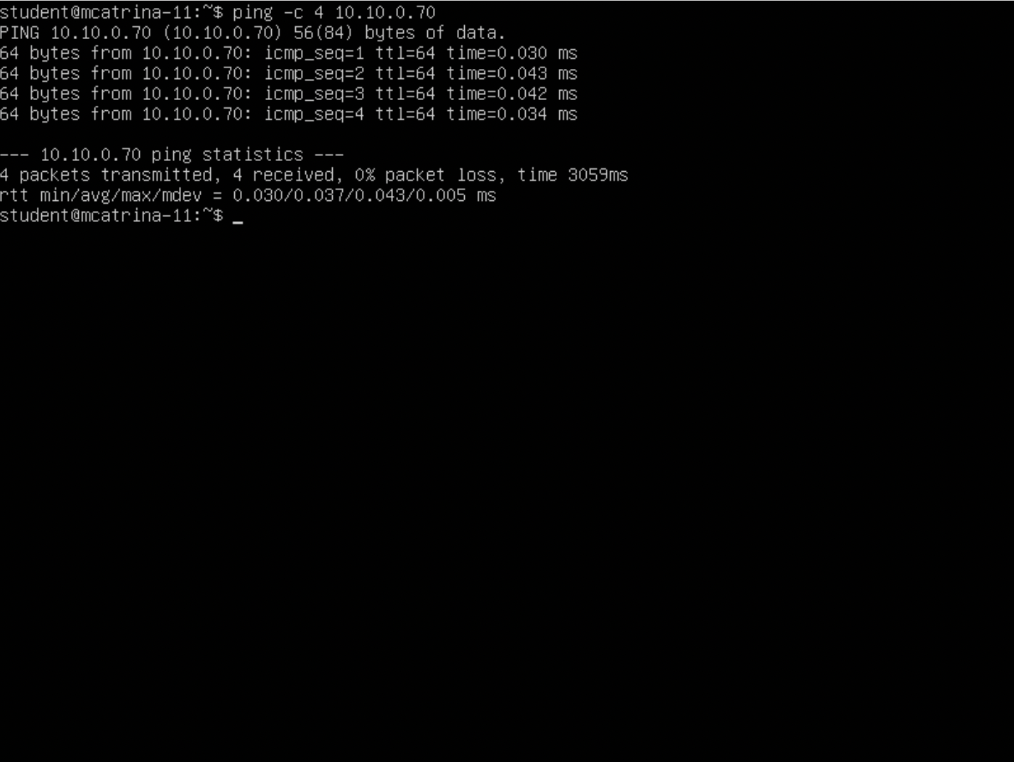 student@mcatrina-11:~$ ping -c 4 10.10.0.70
PING 10.10.0.70 (10.10.0.70) 56(84) bytes of data.
64 bytes from 10.10.0.70: icmp_seq=1 ttl=64 time=0.030 ms
64 bytes from 10.10.0.70: icmp_seq=2 ttl=64 time=0.043 ms
64 bytes from 10.10.0.70: icmp_seq=3 ttl=64 time=0.042 ms
64 bytes from 10.10.0.70: icmp_seq=4 ttl=64 time=0.034 ms
--- 10.10.0.70 ping statistics ---
4 packets transmitted, 4 received, 0% packet loss, time 3059ms
rtt min/avg/max/mdev = 0.030/0.037/0.043/0.005 ms
student@mcatrina-11:~$ _